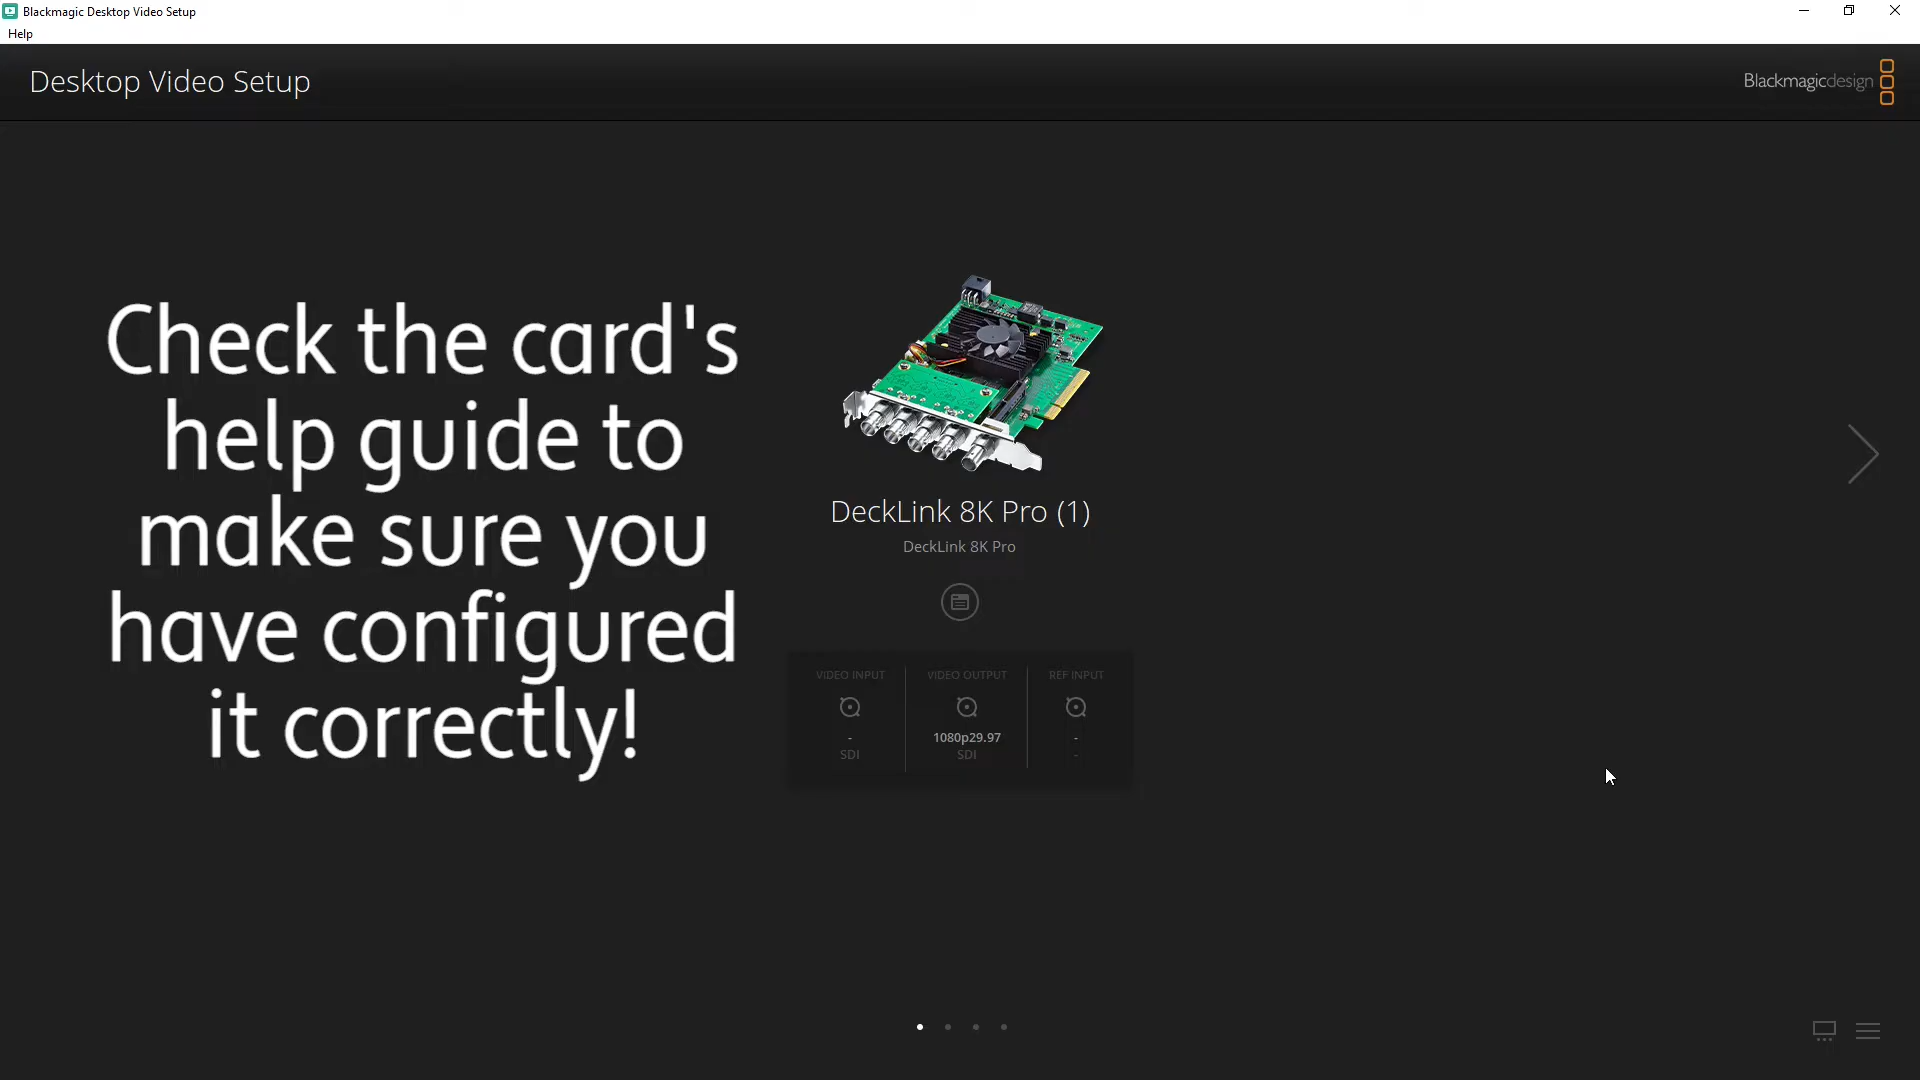 Blackmagic Desktop Video Setup
Help
Desktop Video Setup
Blackmagicdesign
Check the card's
help guide to
make sure you
have configured
it correctly!
DeckLink 8K Pro (1)
DeckLink 8K Pro
VIDEO INPUT
-
SDI
VIDEO OUTPUT
1080p29.97
SDI
REF INPUT
-
-